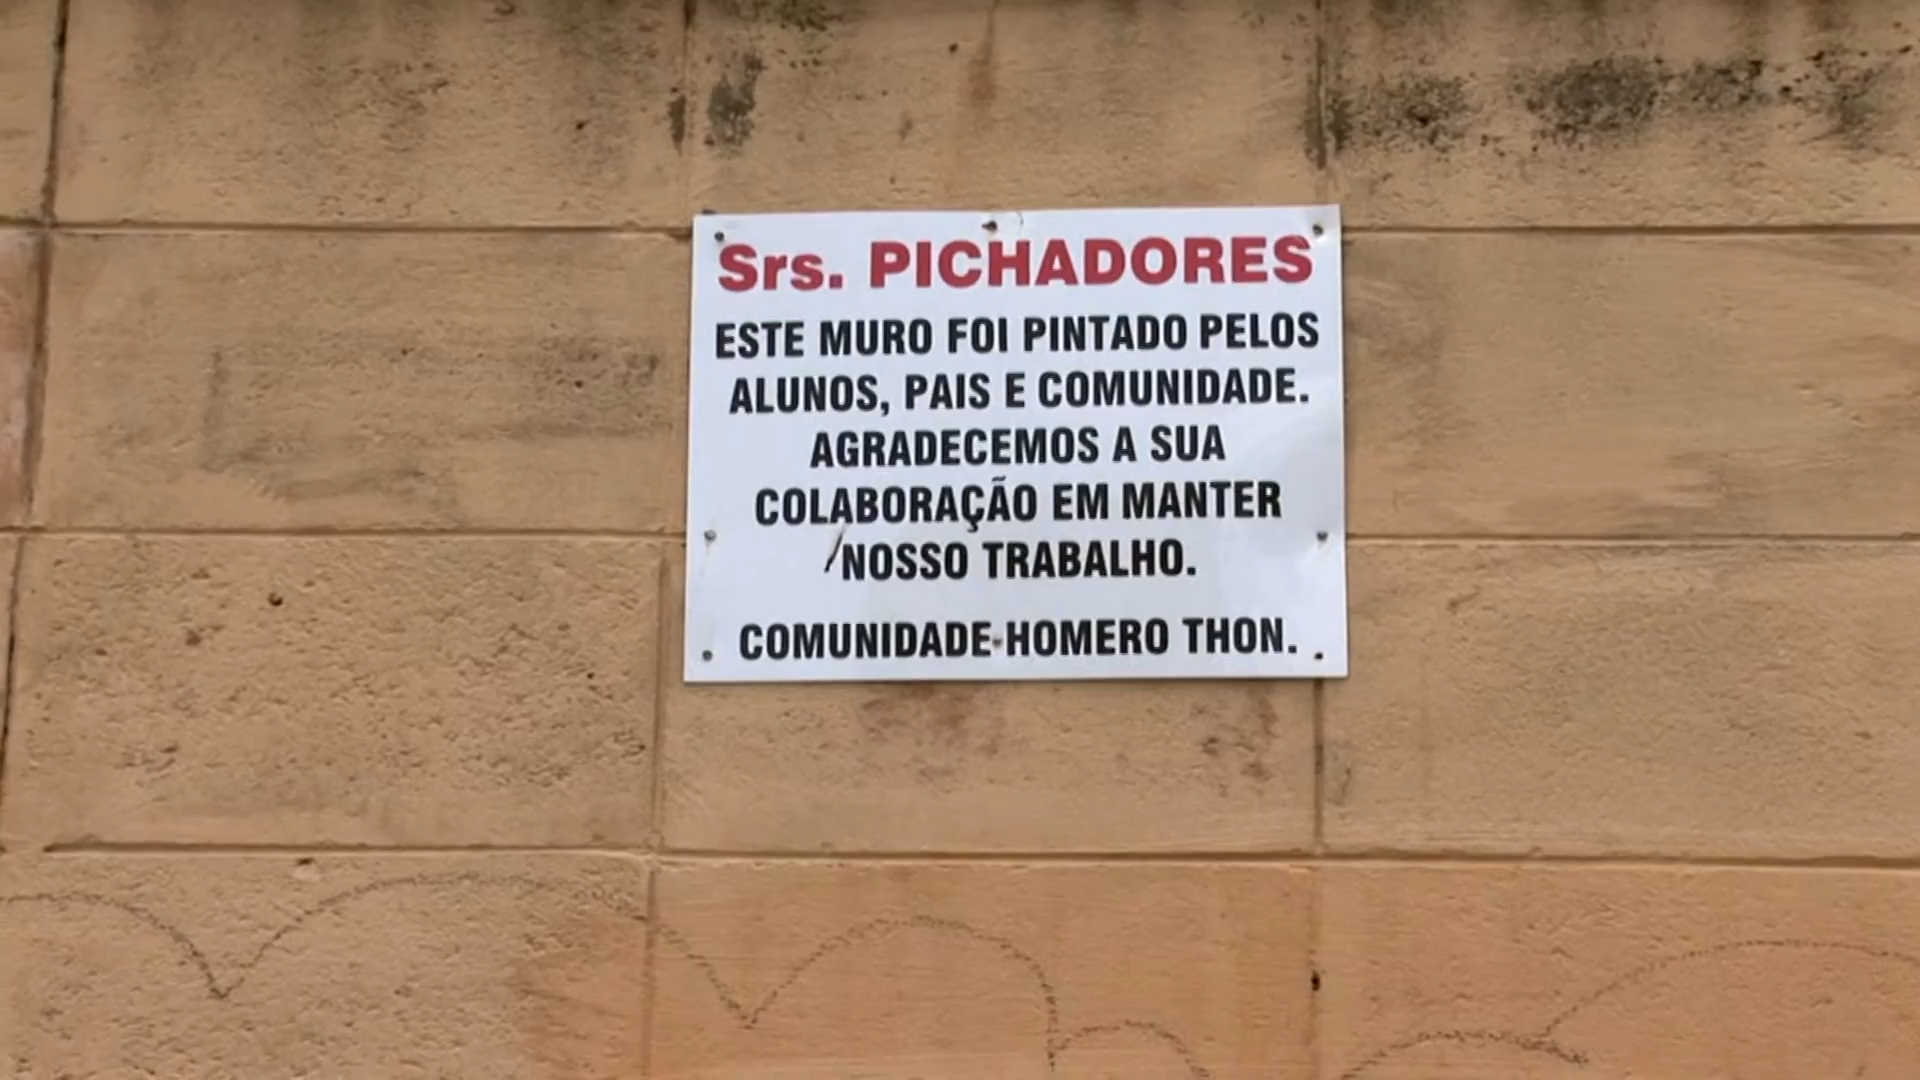 Srs. PICHADORES
ESTE MURO FOI PINTADO PELOS
ALUNOS, PAIS E COMUNIDADE.
AGRADECEMOS A SUA
COLABORAÇÃO EM MANTER
NOSSO TRABALHO.
COMUNIDADE HOMERO THON.